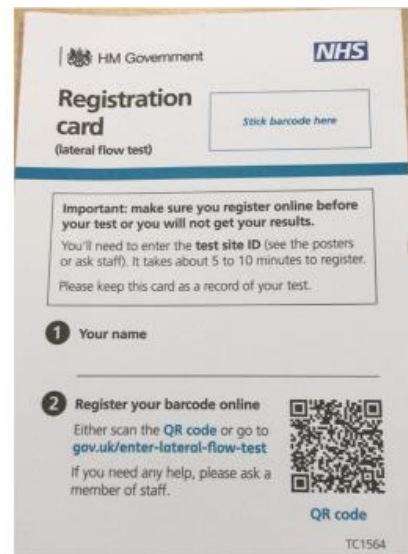 HM Government
NHS
Registration
card
(lateral flow test)
Stick barcode here
Important: make sure you register online before
your test or you will not get your results.
You'll need to enter the test site ID (see the posters
or ask staff). It takes about 5 to 10 minutes to register.
Please keep this card as a record of your test.
1 Your name
2 Register your barcode online
Either scan the QR code or go to
gov.uk/enter-lateral-flow-test
If you need any help, please ask a
member of staff.
QR code
TC1564